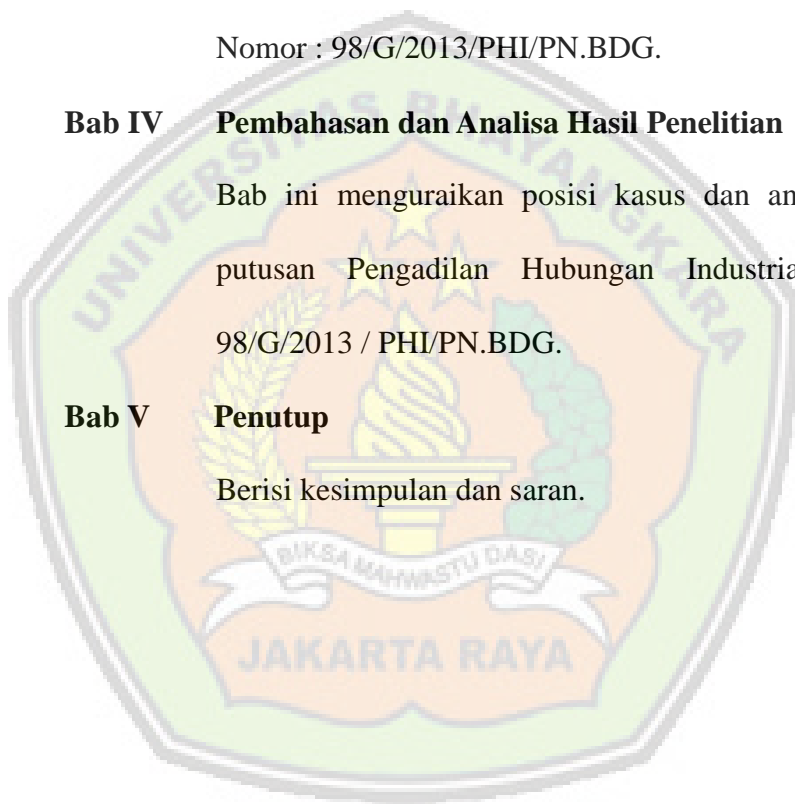 Nomor : 98/G/2013/PHI/PN.BDG.
Bab IV Pembahasan dan Analisa Hasil Penelitian
Bab ini menguraikan posisi kasus dan an
putusan Pengadilan Hubungan Industria
98/G/2013 / PHI/PN.BDG.
Bab V Penutup
Berisi kesimpulan dan saran.
UNIVERSITAS BHAYANGKARA
BIKSA MAHWASTU DASI
JAKARTA RAYA